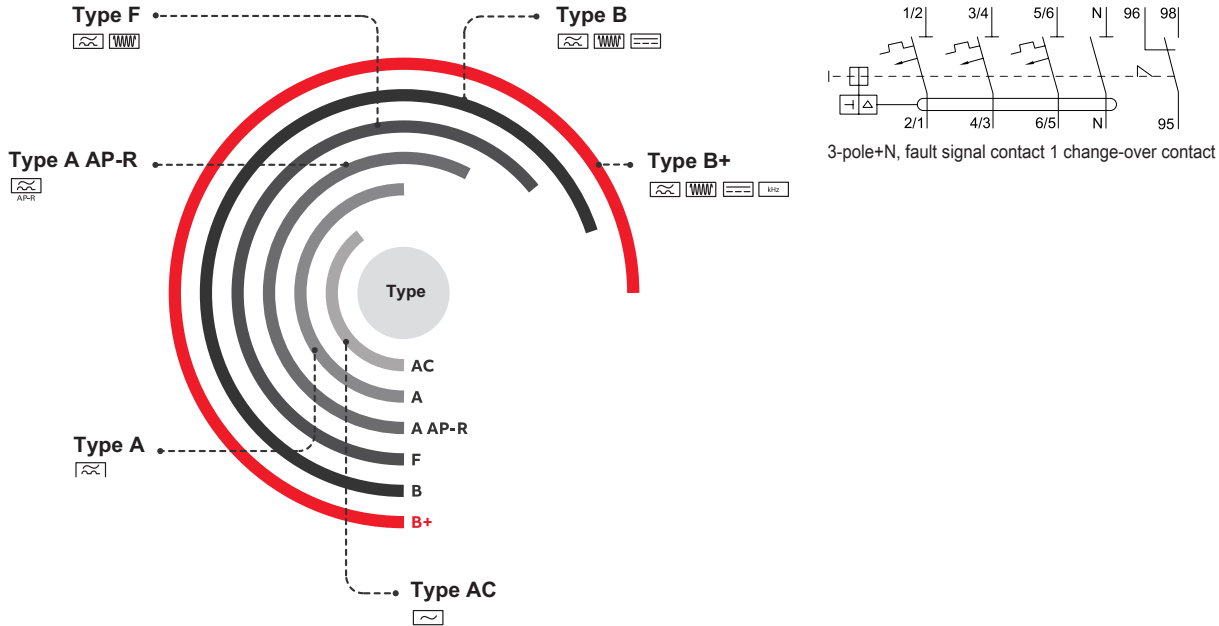 Type F
Type B
Type A AP-R
AP-R
Type B+
kHz
Type
AC
A
A AP-R
F
B
B+
Type A
Type AC
1/2 3/4 5/6 N 96 98
2/1 4/3 6/5 N 95
3-pole+N, fault signal contact 1 change-over contact